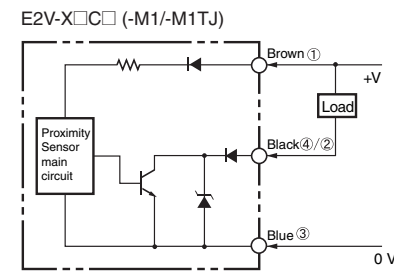 E2V-X□C□ (-M1/-M1TJ)
Brown ①
+V
Load
Proximity
Sensor
main
circuit
Black④/②
Blue ③
0 V